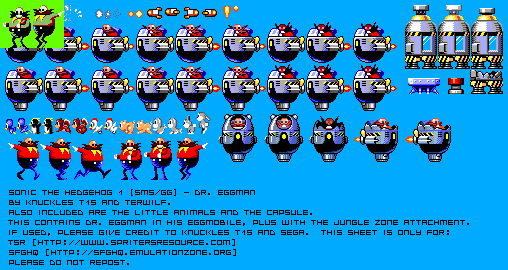 SONIC THE HEDGEHOG 1 [SMS/GG] - DR. EGGMAN
BY KNUCKLES T4S AND TERWILF.
ALSO INCLUDED ARE THE LITTLE ANIMALS AND THE CAPSULE.
THIS CONTAINS DR. EGGMAN IN HIS EGGMOBILE, PLUS WITH THE JUNGLE ZONE ATTACHMENT.
IF USED, PLEASE GIVE CREDIT TO KNUCKLES T4S AND SEGA. THIS SHEET IS ONLY FOR:
TSR [HTTP://WWW.SPRITERSRESOURCE.COM]
SFGHQ [HTTP://SFGHQ.EMULATIONZONE.ORG]
PLEASE DO NOT REPOST.